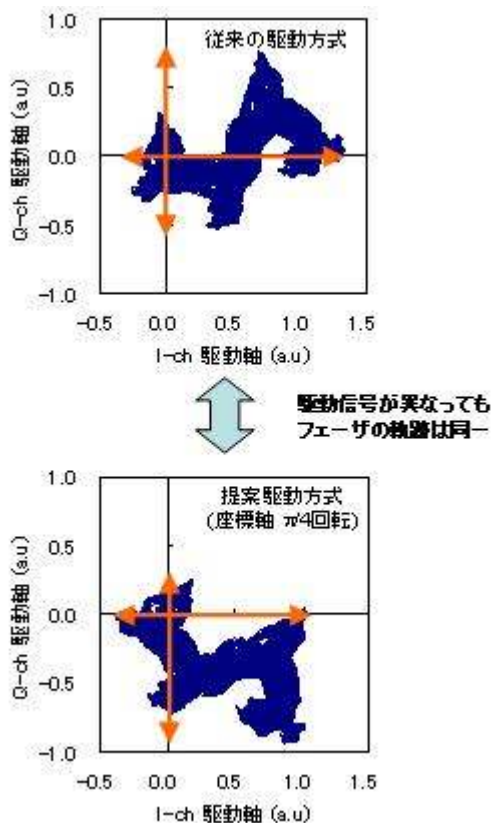 従来の駆動方式
1.0
0.5
0.0
-0.5
-1.0
Q-ch 駆動軸 (a.u)
-0.5
0.0
0.5
1.0
1.5
I-ch 駆動軸 (a.u)
駆動信号が異なっても
フェーザの軌跡は同一
提案駆動方式
(座標軸 π/4回転)
1.0
0.5
0.0
-0.5
-1.0
Q-ch 駆動軸 (a.u)
-0.5
0.0
0.5
1.0
1.5
I-ch 駆動軸 (a.u)